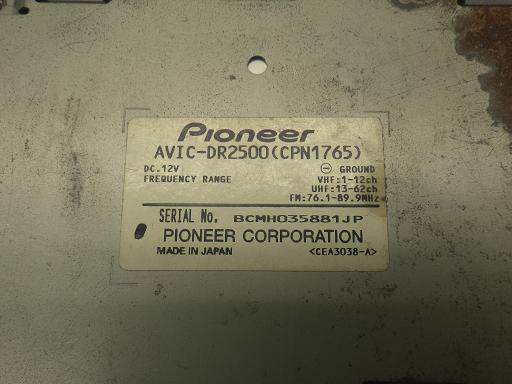 Pioneer
AVIC-DR2500(CPN1765)
DC.12V ⊖ GROUND
FREQUENCY RANGE VHF:1-12ch
UHF:13-62ch
FM:76.1-89.9MHz
SERIAL No. BCMH035881JP
PIONEER CORPORATION
MADE IN JAPAN <CEA3038-A>